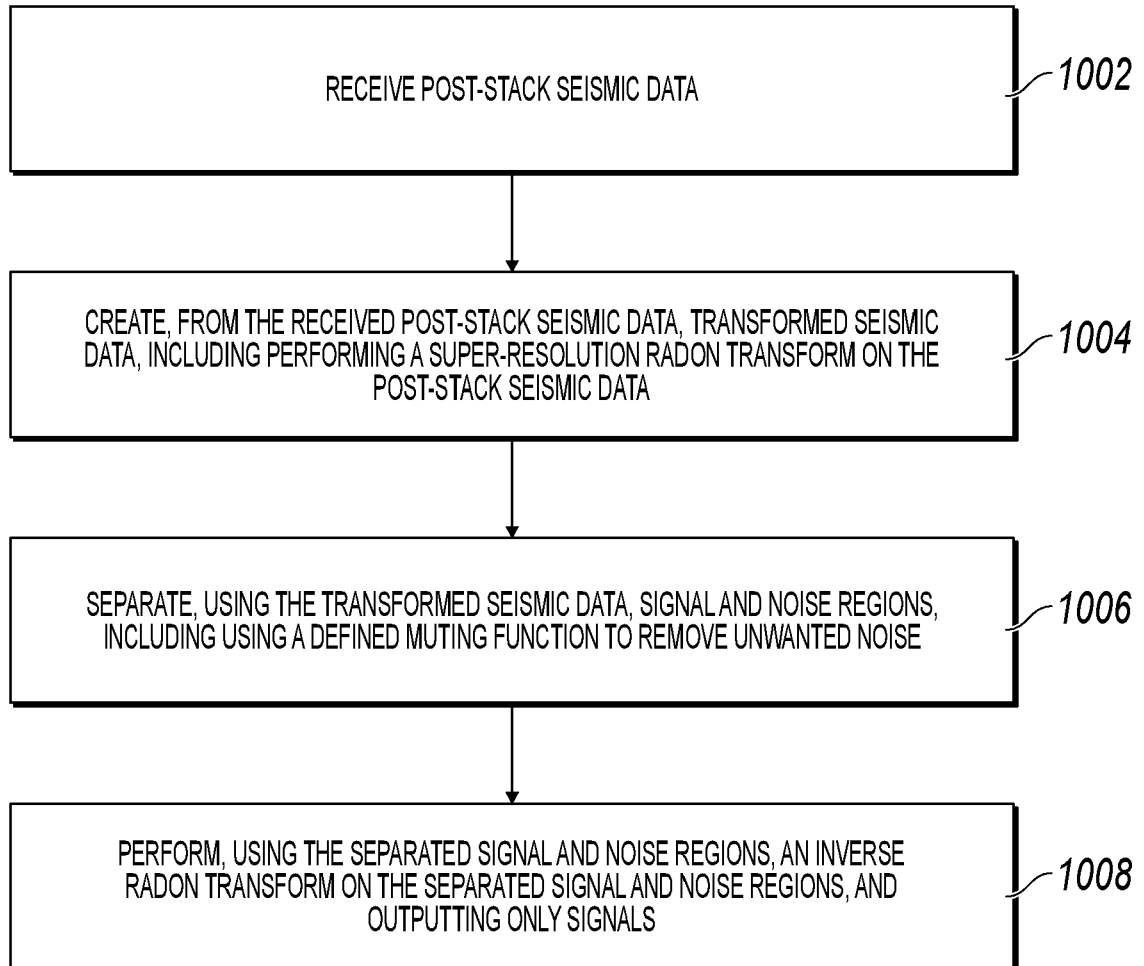 RECEIVE POST-STACK SEISMIC DATA
1002
CREATE, FROM THE RECEIVED POST-STACK SEISMIC DATA, TRANSFORMED SEISMIC
DATA, INCLUDING PERFORMING A SUPER-RESOLUTION RADON TRANSFORM ON THE
POST-STACK SEISMIC DATA
1004
SEPARATE, USING THE TRANSFORMED SEISMIC DATA, SIGNAL AND NOISE REGIONS,
INCLUDING USING A DEFINED MUTING FUNCTION TO REMOVE UNWANTED NOISE
1006
PERFORM, USING THE SEPARATED SIGNAL AND NOISE REGIONS, AN INVERSE
RADON TRANSFORM ON THE SEPARATED SIGNAL AND NOISE REGIONS, AND
OUTPUTTING ONLY SIGNALS
1008